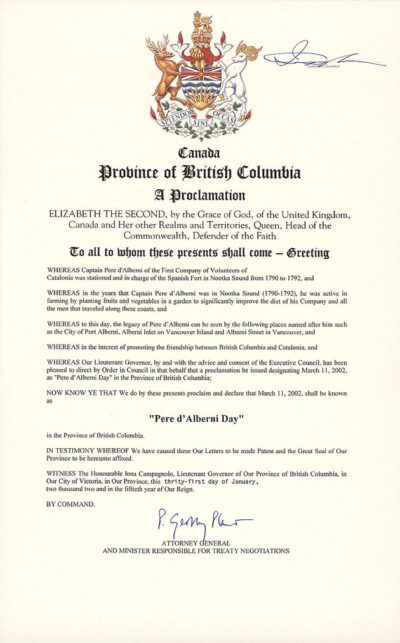 SPLENDOR SINE OCCASU
Canada
Province of British Columbia
A Proclamation
ELIZABETH THE SECOND, by the Grace of God, of the United Kingdom,
Canada and Her other Realms and Territories, Queen, Head of the
Commonwealth, Defender of the Faith
To all to whom these presents shall come – Greeting
WHEREAS Captain Pere d'Alberni of the First Company of Volunteers of
Catalonia was stationed and in charge of the Spanish Fort in Nootka Sound from 1790 to 1792, and
WHEREAS in the years that Captain Pere d'Alberni was in Nootka Sound (1790-1792), he was active in
farming by planting fruits and vegetables in a garden to significantly improve the diet of his Company and all
the men that traveled along these coasts, and
WHEREAS to this day, the legacy of Pere d'Alberni can be seen by the following places named after him such
as the City of Port Alberni, Alberni Inlet on Vancouver Island and Alberni Street in Vancouver, and
WHEREAS in the interest of promoting the friendship between British Columbia and Catalonia, and
WHEREAS Our Lieutenant Governor, by and with the advice and consent of the Executive Council, has been
pleased to direct by Order in Council in that behalf that a proclamation be issued designating March 11, 2002,
as "Pere d'Alberni Day" in the Province of British Columbia;
NOW KNOW YE THAT We do by these presents proclaim and declare that March 11, 2002, shall be known
as
"Pere d'Alberni Day"
in the Province of British Columbia.
IN TESTIMONY WHEREOF We have caused these Our Letters to be made Patent and the Great Seal of Our
Province to be hereunto affixed.
WITNESS The Honourable Iona Campagnolo, Lieutenant Governor of Our Province of British Columbia, in
Our City of Victoria, in Our Province, this thirty-first day of January,
two thousand two and in the fiftieth year of Our Reign.
BY COMMAND.
P. Geoffrey Plant
ATTORNEY GENERAL
AND MINISTER RESPONSIBLE FOR TREATY NEGOTIATIONS